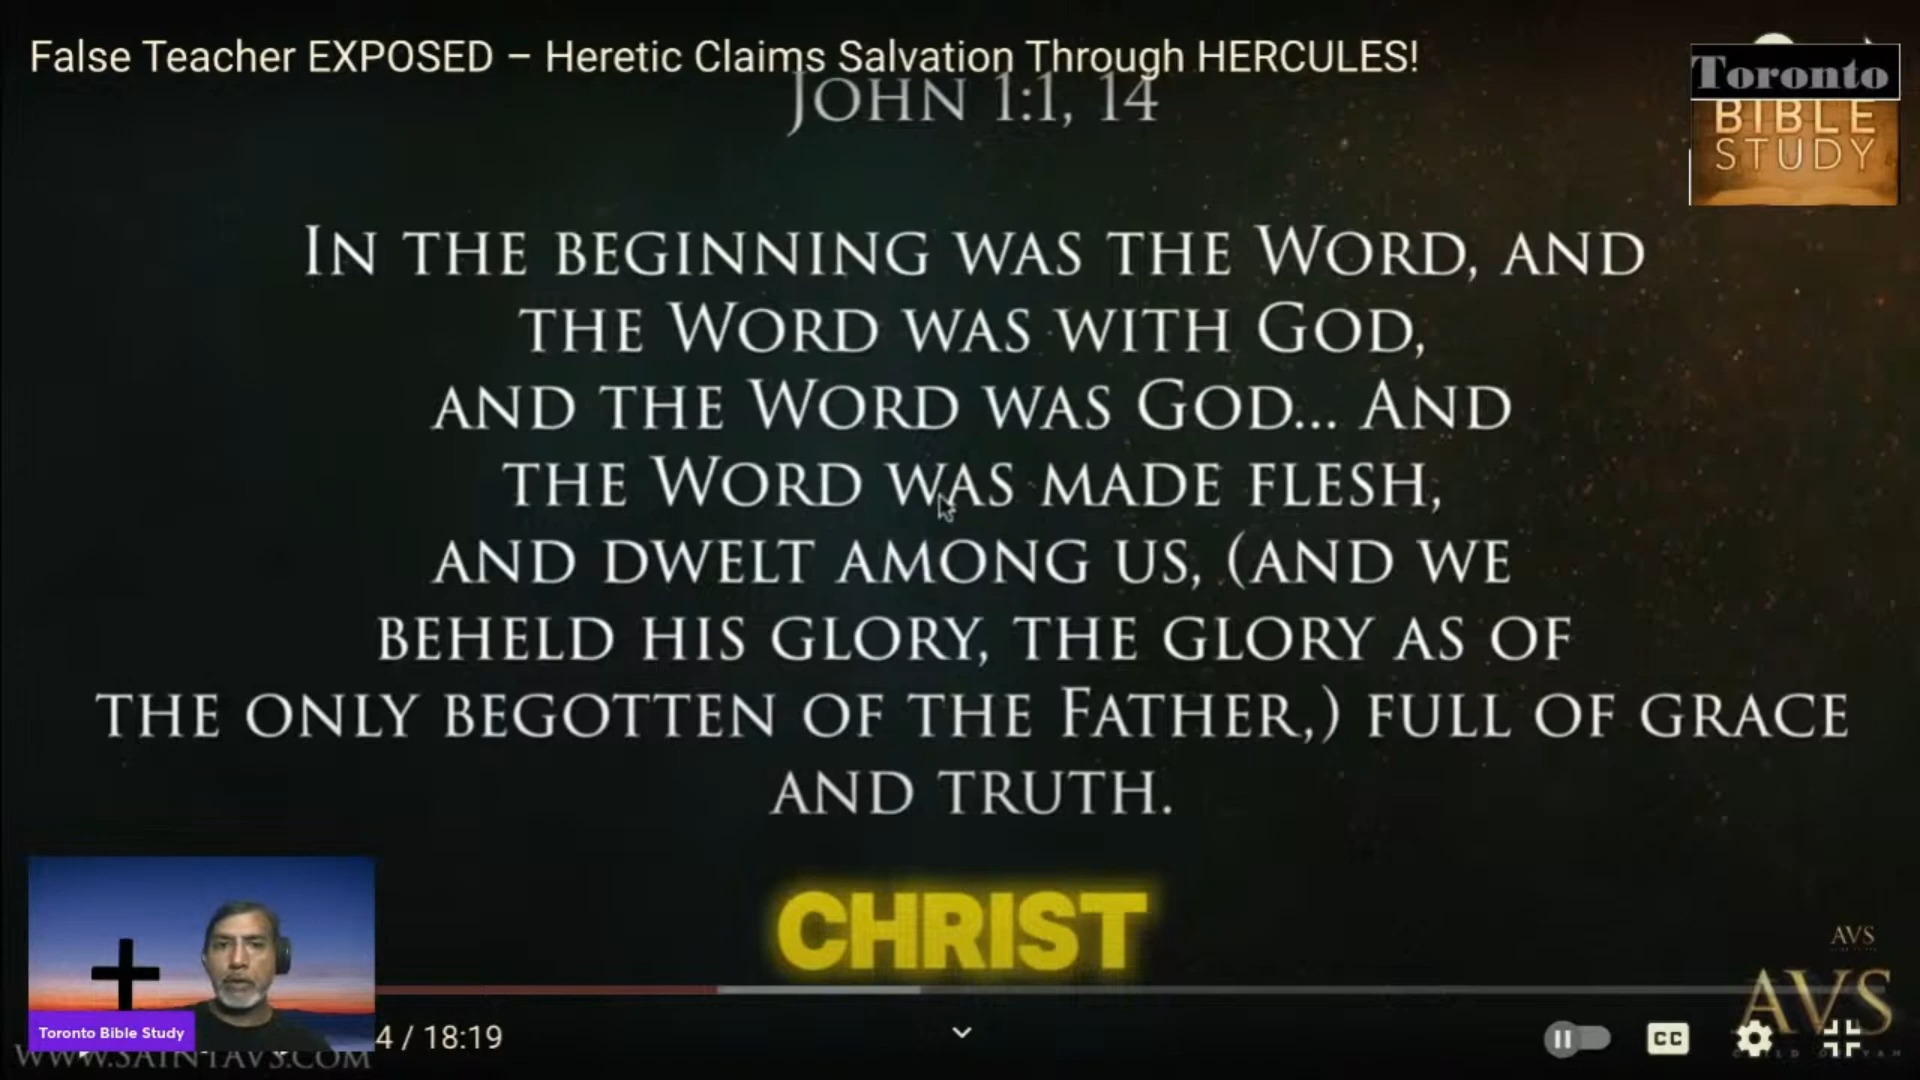 False Teacher EXPOSED – Heretic Claims Salvation Through HERCULES!
Toronto
BIBLE
STUDY
JOHN 1:1, 14
IN THE BEGINNING WAS THE WORD, AND
THE WORD WAS WITH GOD,
AND THE WORD WAS GOD... AND
THE WORD WAS MADE FLESH,
AND DWELT AMONG US, (AND WE
BEHELD HIS GLORY, THE GLORY AS OF
THE ONLY BEGOTTEN OF THE FATHER,) FULL OF GRACE
AND TRUTH.
CHRIST
AVS
AVS
Toronto Bible Study
4 / 18:19
CC
WWW.SAINTAVS.COM